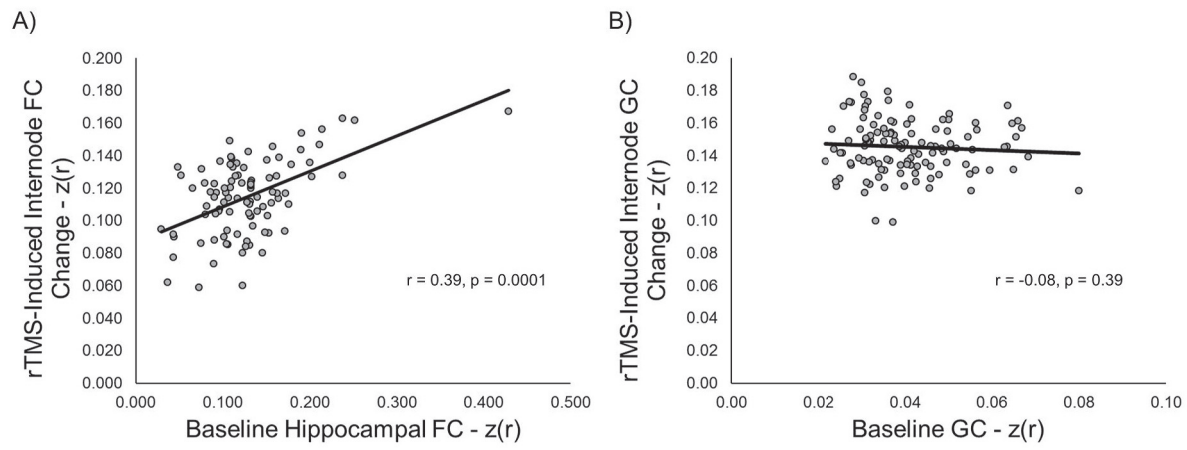 A)
rTMS-Induced Internode FC
Change - z(r)
0.200
0.180
0.160
0.140
0.120
0.100
0.080
0.060
0.040
0.020
0.000
r = 0.39, p = 0.0001
0.000 0.100 0.200 0.300 0.400 0.500
Baseline Hippocampal FC - z(r)
B)
rTMS-Induced Internode GC
Change - z(r)
0.20
0.18
0.16
0.14
0.12
0.10
0.08
0.06
0.04
0.02
0.00
r = -0.08, p = 0.39
0.00 0.02 0.04 0.06 0.08 0.10
Baseline GC - z(r)